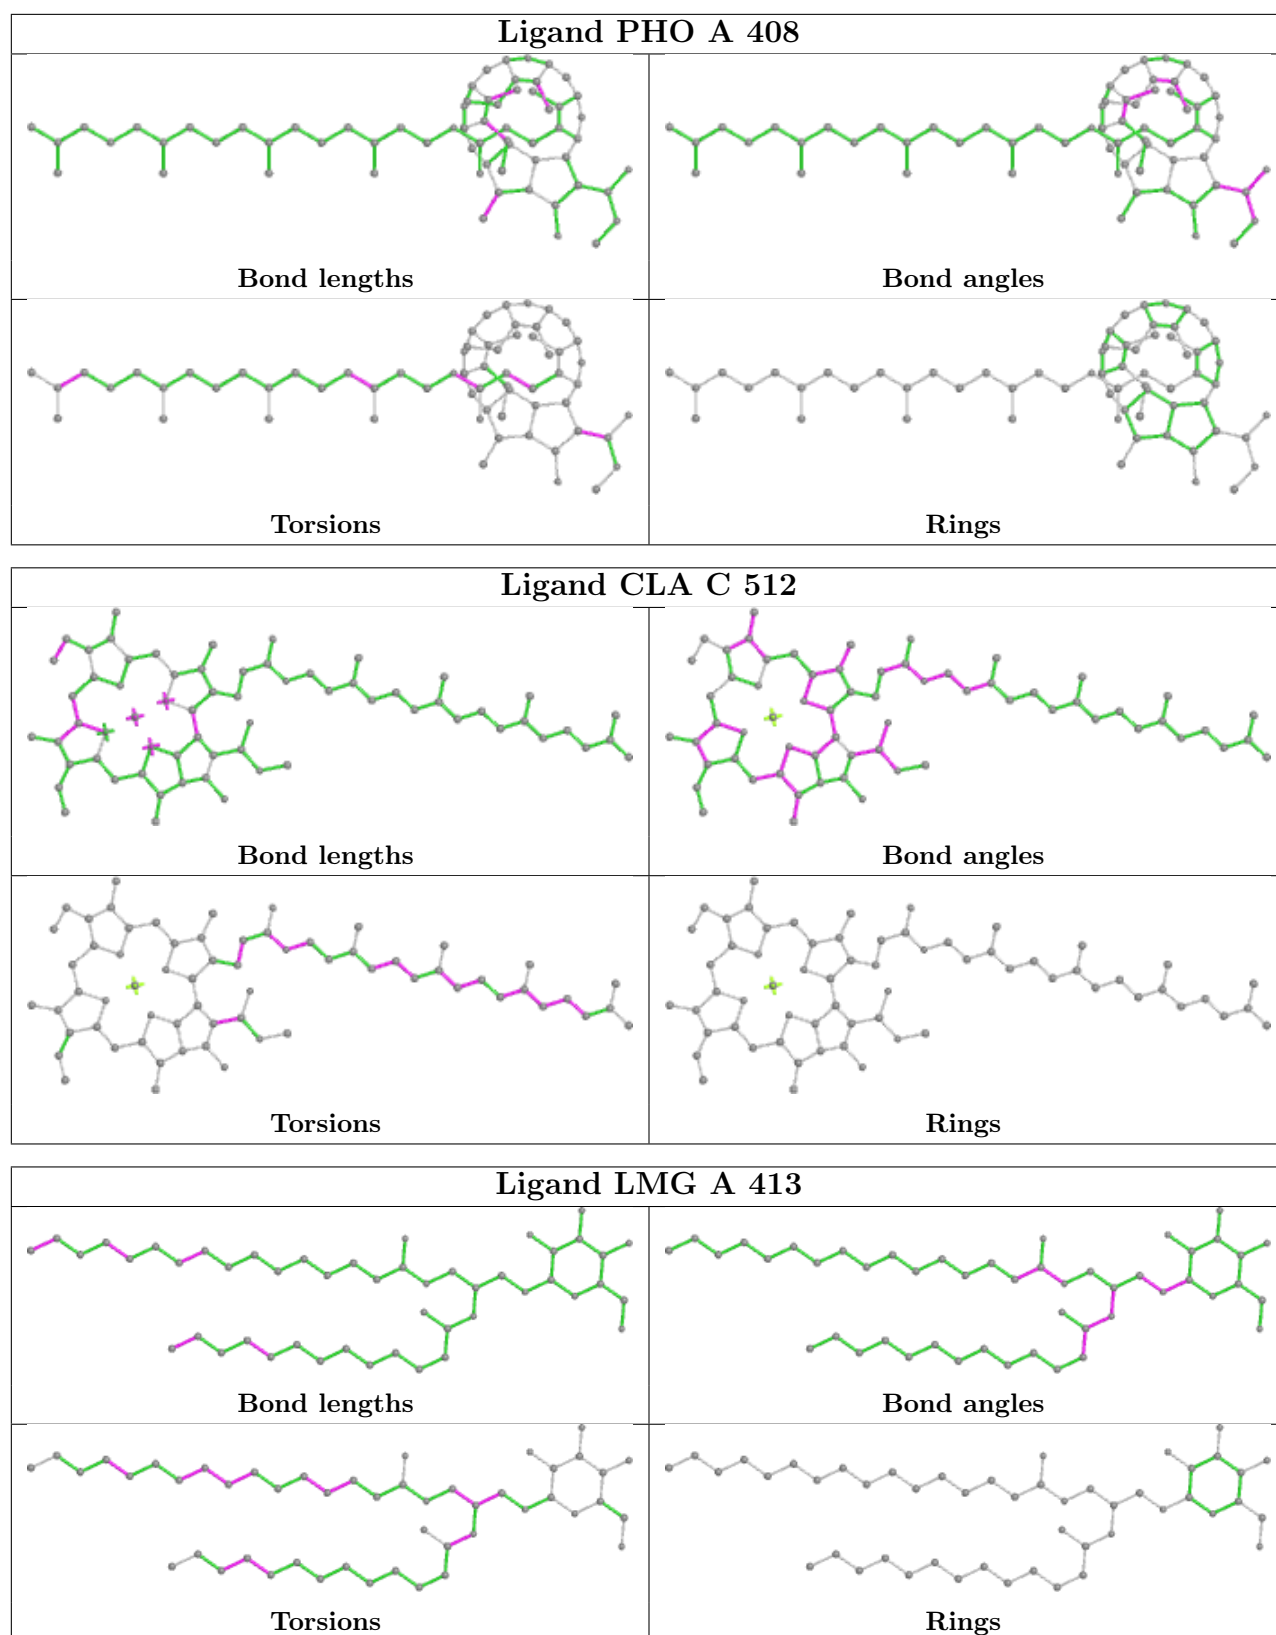 Ligand PHO A 408
Bond lengths
Bond angles
Torsions
Rings
Ligand CLA C 512
Bond lengths
Bond angles
Torsions
Rings
Ligand LMG A 413
Bond lengths
Bond angles
Torsions
Rings